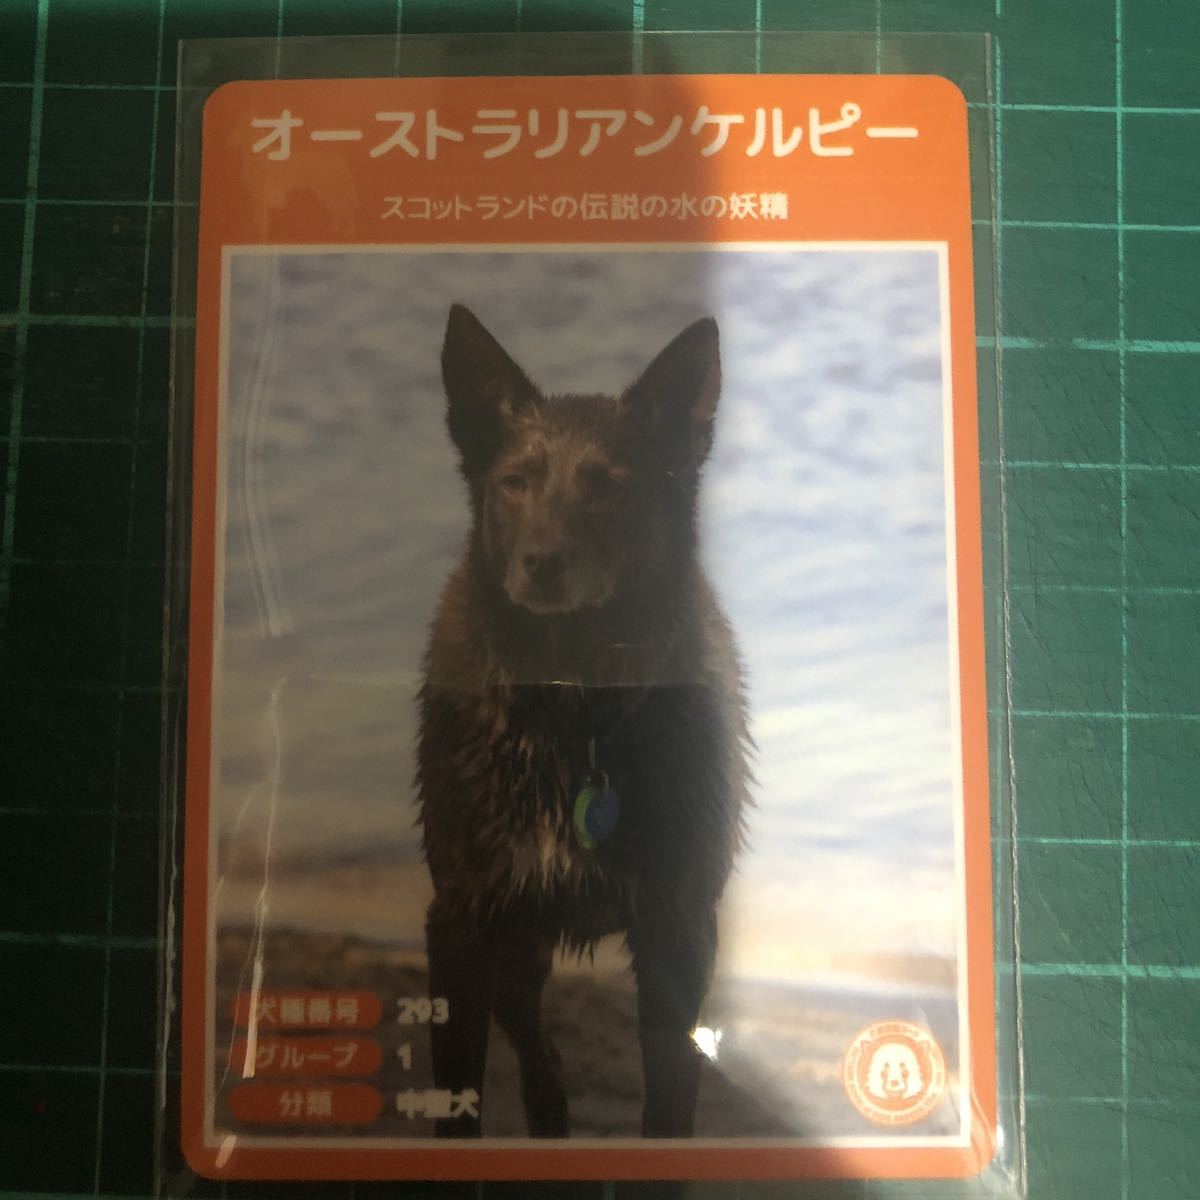 オーストラリアンケルピー
スコットランドの伝説の水の妖精
犬種番号 293
グループ 1
分類 中型犬